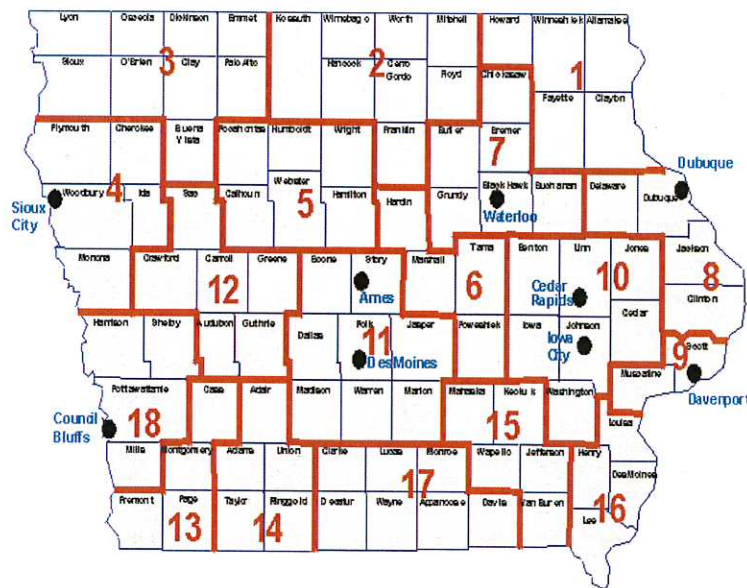 Lyon Osceola Dickinson Emmet Kossuth Winnebago Worth Mitchell Howard Winneshiek Allamakee
3 2 1
Sioux O'Brien Clay Palo Alto Hancock Cerro
Gordo Floyd Chickasaw
Fayette Clayton
Plymouth Cherokee Buena
Vista Pocahontas Humboldt Wright Franklin Butler Bremer
7
Dubuque
4 Woodbury Ida Sac Calhoun Webster Hamilton Hardin Grundy Black Hawk Buchanan Delaware Dubuque
5
Sioux
City
Waterloo
Monona Crawford Carroll Greene Boone Story Marshall Tama Benton Linn Jones Jackson
12 6 10 8
Ames
Cedar
Rapids
Clinton
Harrison Shelby Audubon Guthrie Dallas Polk Jasper Poweshiek Iowa Johnson Cedar
11 9
Scott
Des Moines
Iowa
City
Muscatine
Davenport
Pottawattamie Cass Adair Madison Warren Marion Mahaska Keokuk Washington
Louisa
18 15
Council
Bluffs
Mills Montgomery Adams Union Clarke Lucas Monroe Wapello Jefferson Henry
Des Moines
17 16
Fremont Page Taylor Ringgold Decatur Wayne Appanoose Davis Van Buren Lee
13 14